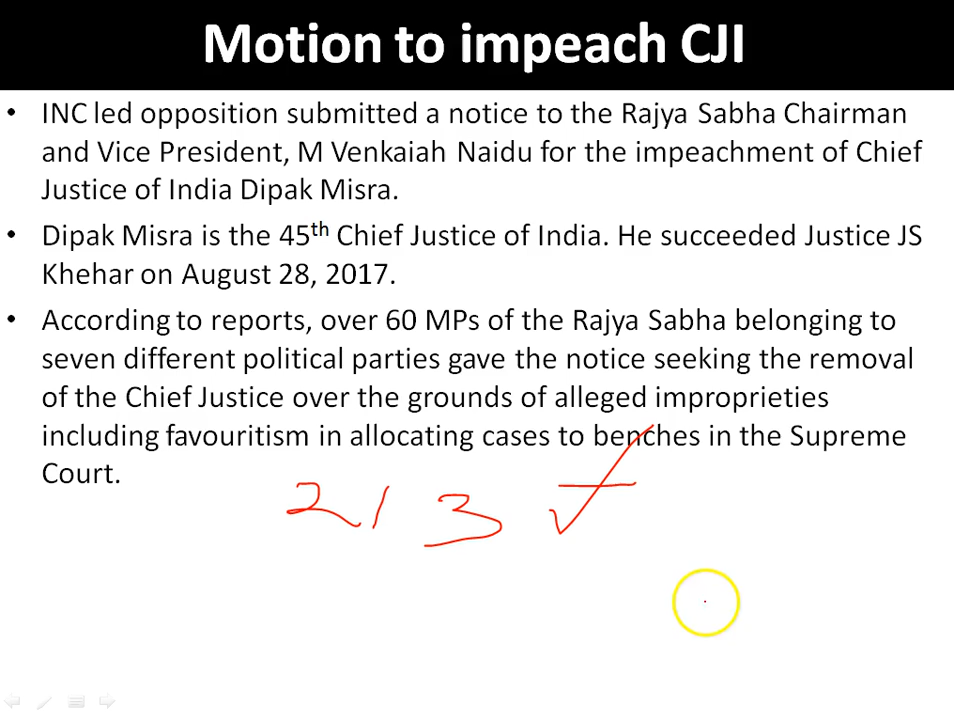 Motion to impeach CJI
• INC led opposition submitted a notice to the Rajya Sabha Chairman
and Vice President, M Venkaiah Naidu for the impeachment of Chief
Justice of India Dipak Misra.
• Dipak Misra is the 45th Chief Justice of India. He succeeded Justice JS
Khehar on August 28, 2017.
• According to reports, over 60 MPs of the Rajya Sabha belonging to
seven different political parties gave the notice seeking the removal
of the Chief Justice over the grounds of alleged improprieties
including favouritism in allocating cases to benches in the Supreme
Court.
2/3